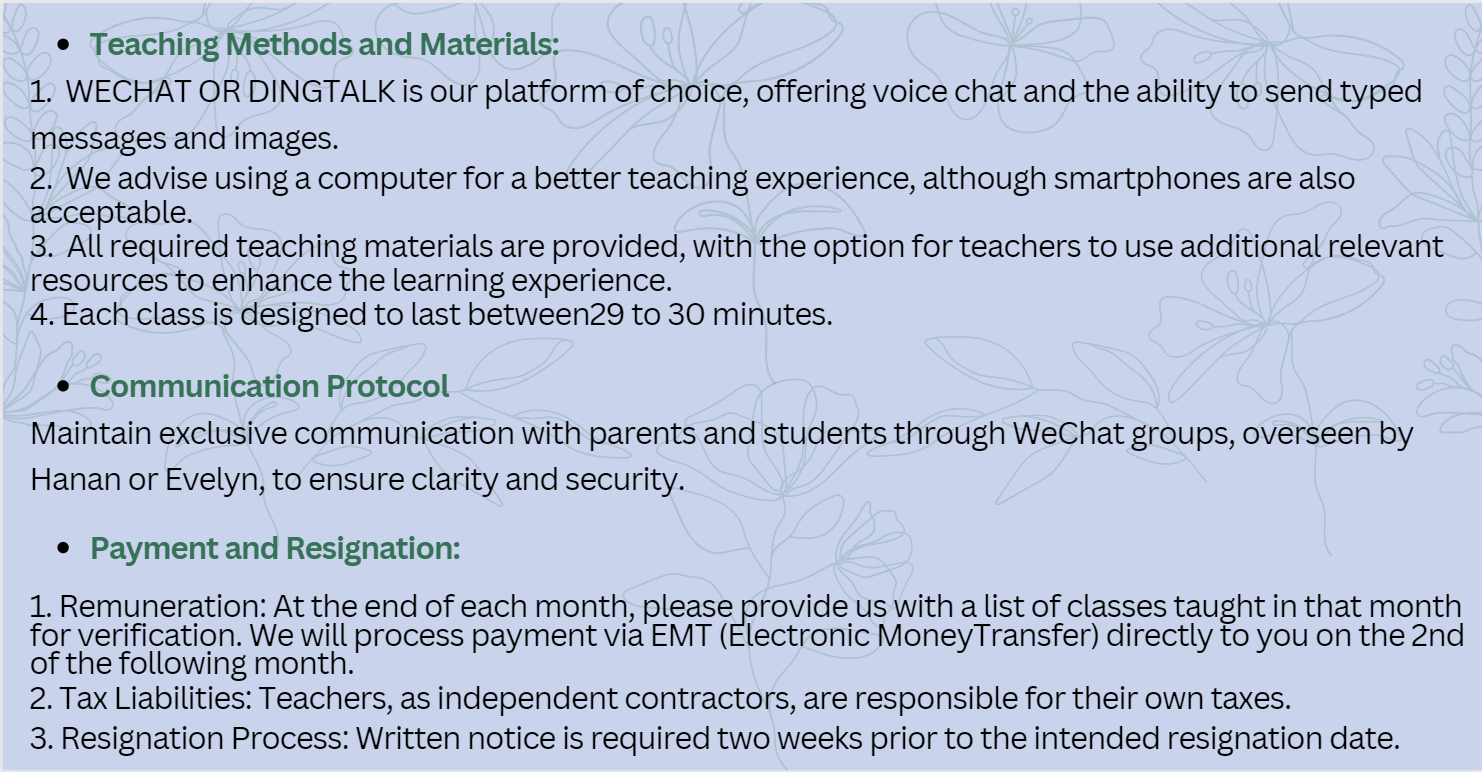 • Teaching Methods and Materials:
1. WECHAT OR DINGTALK is our platform of choice, offering voice chat and the ability to send typed
messages and images.
2. We advise using a computer for a better teaching experience, although smartphones are also
acceptable.
3. All required teaching materials are provided, with the option for teachers to use additional relevant
resources to enhance the learning experience.
4. Each class is designed to last between29 to 30 minutes.
• Communication Protocol
Maintain exclusive communication with parents and students through WeChat groups, overseen by
Hanan or Evelyn, to ensure clarity and security.
• Payment and Resignation:
1. Remuneration: At the end of each month, please provide us with a list of classes taught in that month
for verification. We will process payment via EMT (Electronic MoneyTransfer) directly to you on the 2nd
of the following month.
2. Tax Liabilities: Teachers, as independent contractors, are responsible for their own taxes.
3. Resignation Process: Written notice is required two weeks prior to the intended resignation date.